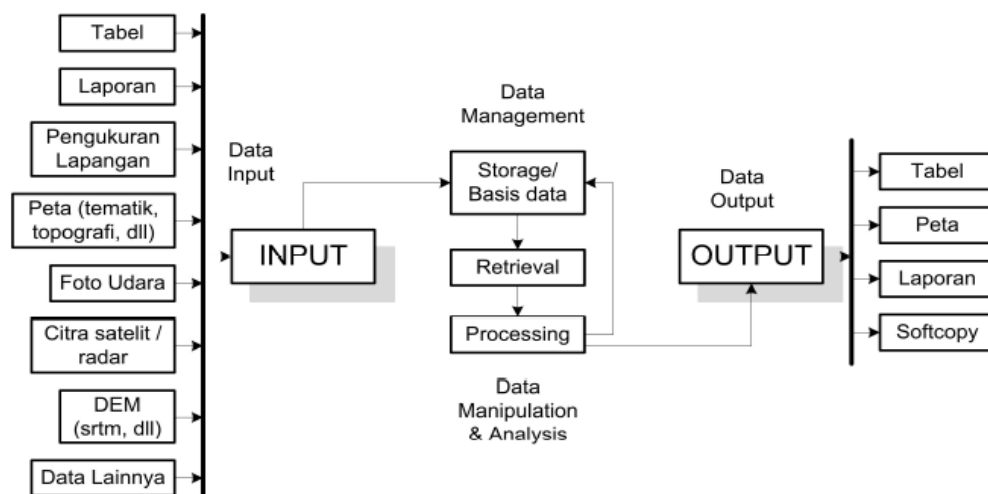 Tabel
Laporan
Pengukuran
Lapangan
Peta (tematik,
topografi, dll)
Foto Udara
Citra satelit /
radar
DEM
(srtm, dll)
Data Lainnya
Data
Input
INPUT
Data
Management
Storage/
Basis data
Retrieval
Processing
Data
Manipulation
& Analysis
Data
Output
OUTPUT
Tabel
Peta
Laporan
Softcopy